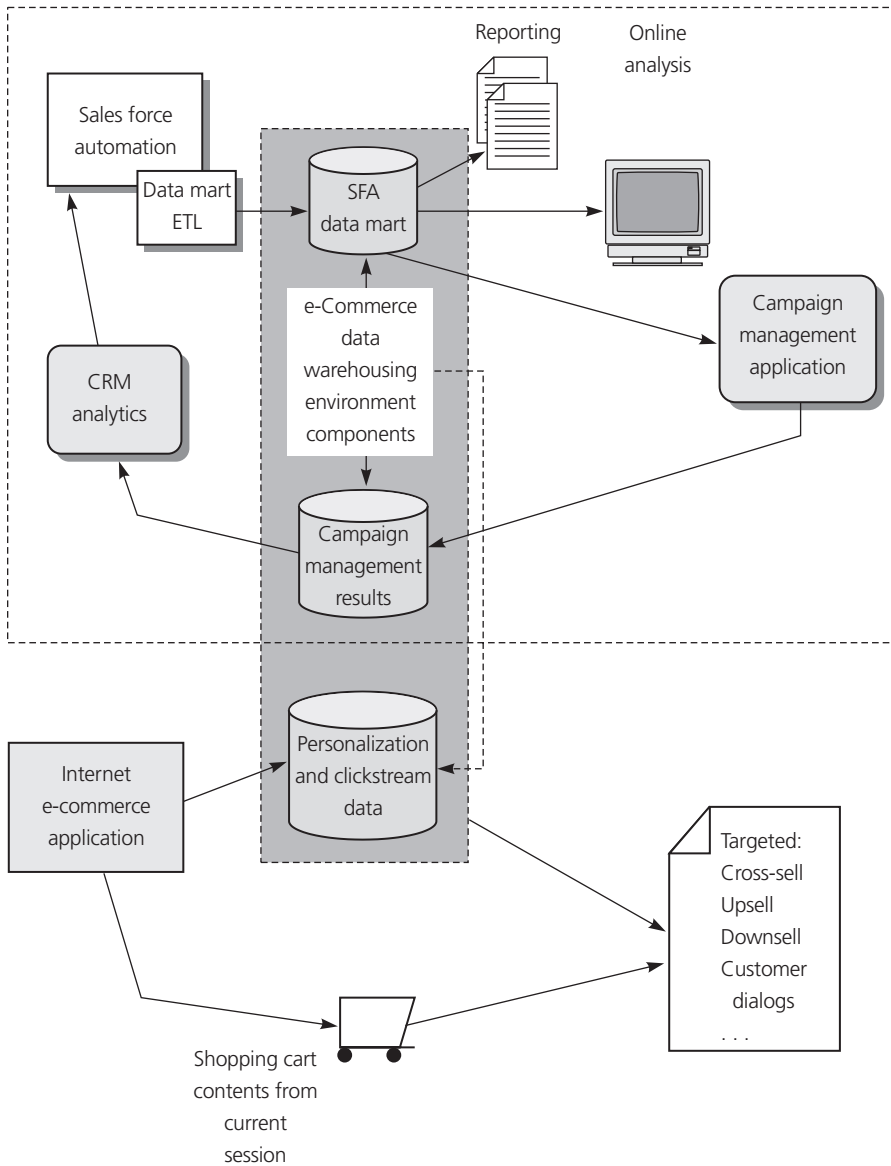 Reporting
Online
analysis
Sales force
automation
Data mart
ETL
SFA
data mart
e-Commerce
data
warehousing
environment
components
Campaign
management
application
CRM
analytics
Campaign
management
results
Personalization
and clickstream
data
Internet
e-commerce
application
Targeted:
Cross-sell
Upsell
Downsell
Customer
dialogs
. . .
Shopping cart
contents from
current
session